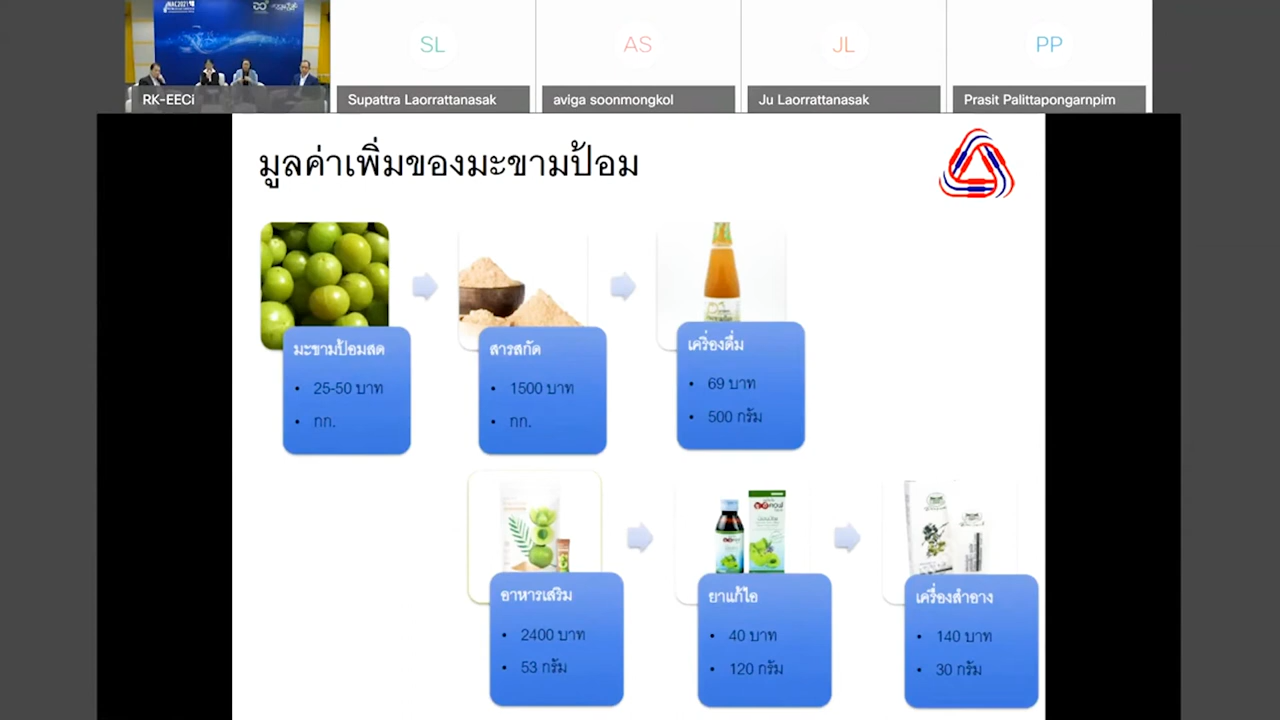 NAC2021
RK-EECi
SL
Supattra Laorrattanasak
AS
aviga soonmongkol
JL
Ju Laorrattanasak
PP
Prasit Palittapongarnpim
มูลค่าเพิ่มของมะขามป้อม
มะขามป้อมสด
• 25-50 บาท
• กก.
สารสกัด
• 1500 บาท
• กก.
เครื่องดื่ม
• 69 บาท
• 500 กรัม
อาหารเสริม
• 2400 บาท
• 53 กรัม
ยาแก้ไอ
• 40 บาท
• 120 กรัม
เครื่องสำอาง
• 140 บาท
• 30 กรัม